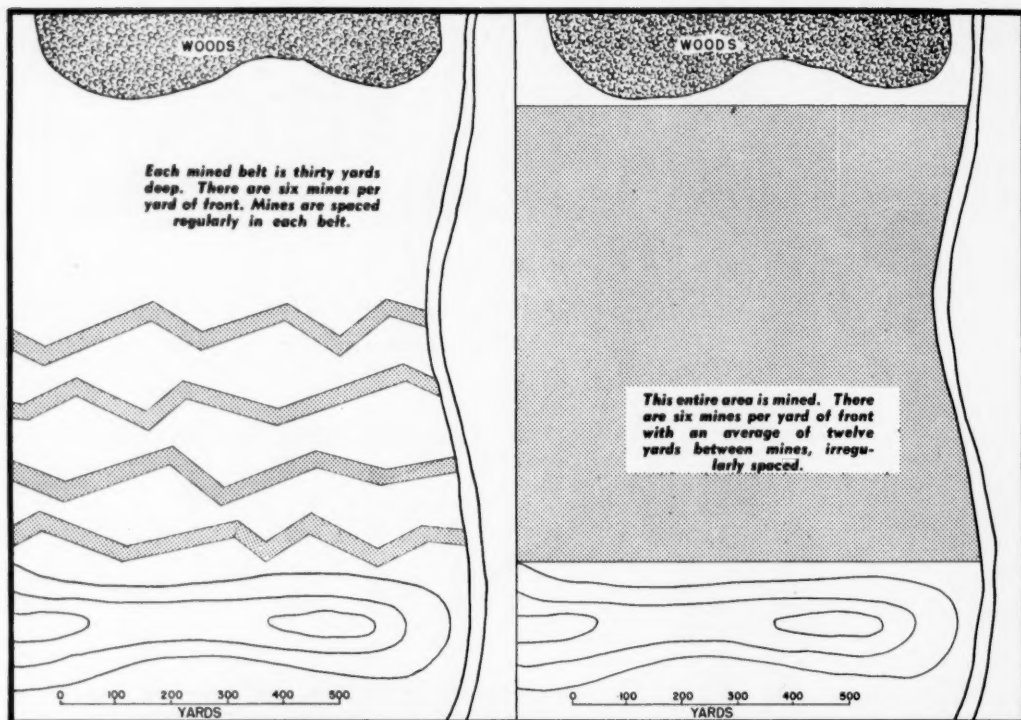 WOODS
Each mined belt is thirty yards
deep. There are six mines per
yard of front. Mines are spaced
regularly in each belt.
0 100 200 300 400 500
YARDS
WOODS
This entire area is mined. There
are six mines per yard of front
with an average of twelve
yards between mines, irregu-
larly spaced.
0 100 200 300 400 500
YARDS